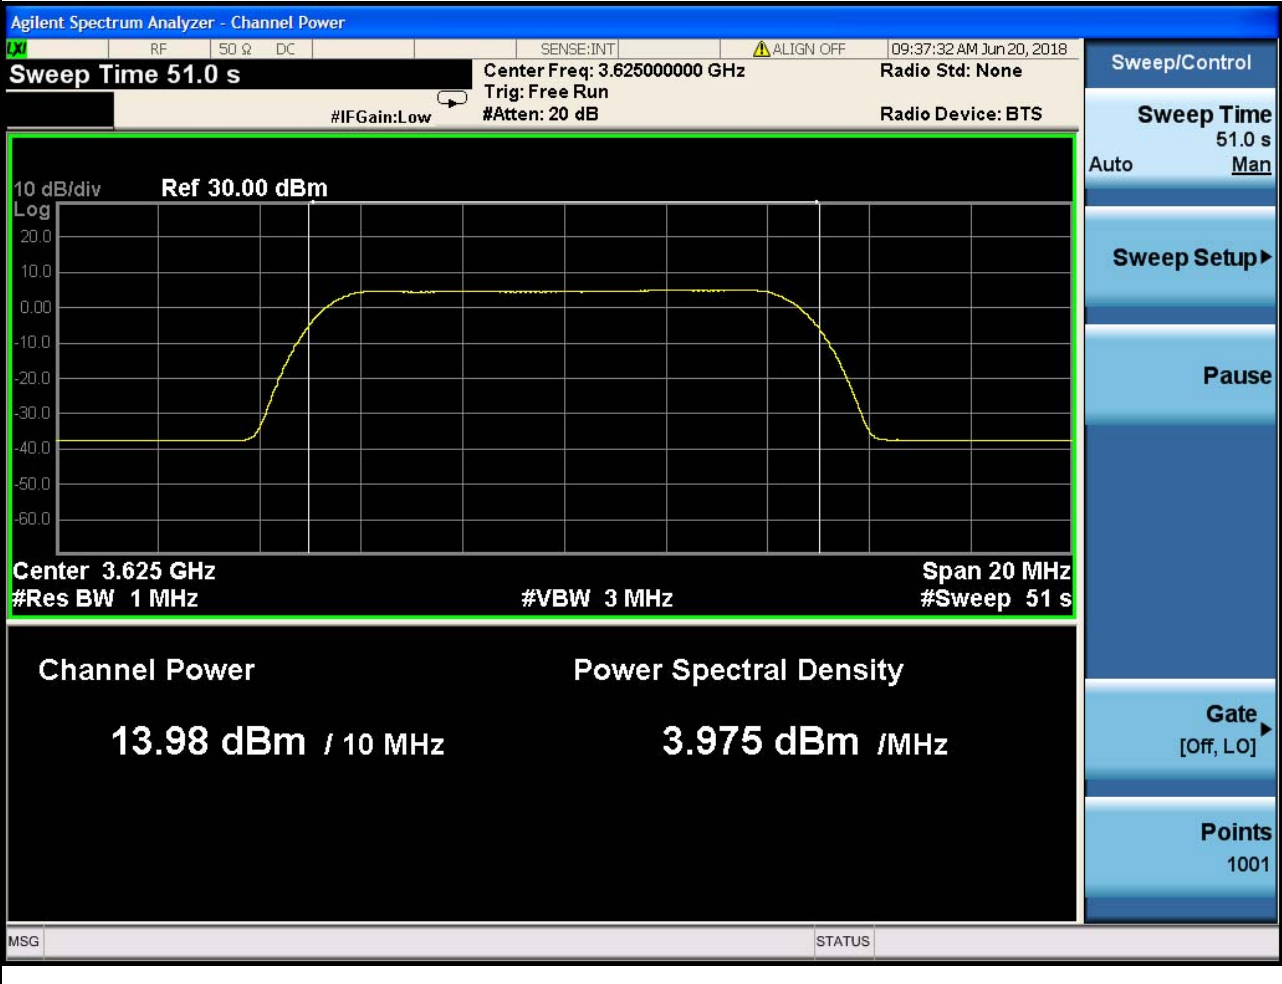 Agilent Spectrum Analyzer - Channel Power
LXI RF 50 Ω DC SENSE:INT ALIGN OFF 09:37:32 AM Jun 20, 2018
Sweep Time 51.0 s
Center Freq: 3.625000000 GHz
Radio Std: None
Trig: Free Run
#IFGain:Low
#Atten: 20 dB
Radio Device: BTS
10 dB/div
Ref 30.00 dBm
Log
20.0
10.0
0.00
-10.0
-20.0
-30.0
-40.0
-50.0
-60.0
Center 3.625 GHz
Span 20 MHz
#Res BW 1 MHz
#VBW 3 MHz
#Sweep 51 s
Channel Power
Power Spectral Density
13.98 dBm / 10 MHz
3.975 dBm /MHz
MSG
STATUS
Sweep/Control
Sweep Time
51.0 s
Auto Man
Sweep Setup
Pause
Gate
[Off, LO]
Points
1001